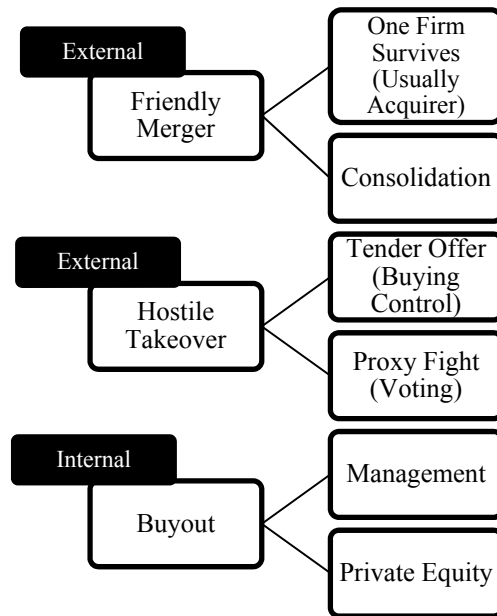 External
Friendly
Merger
One Firm
Survives
(Usually
Acquirer)
Consolidation
External
Hostile
Takeover
Tender Offer
(Buying
Control)
Proxy Fight
(Voting)
Internal
Buyout
Management
Private Equity